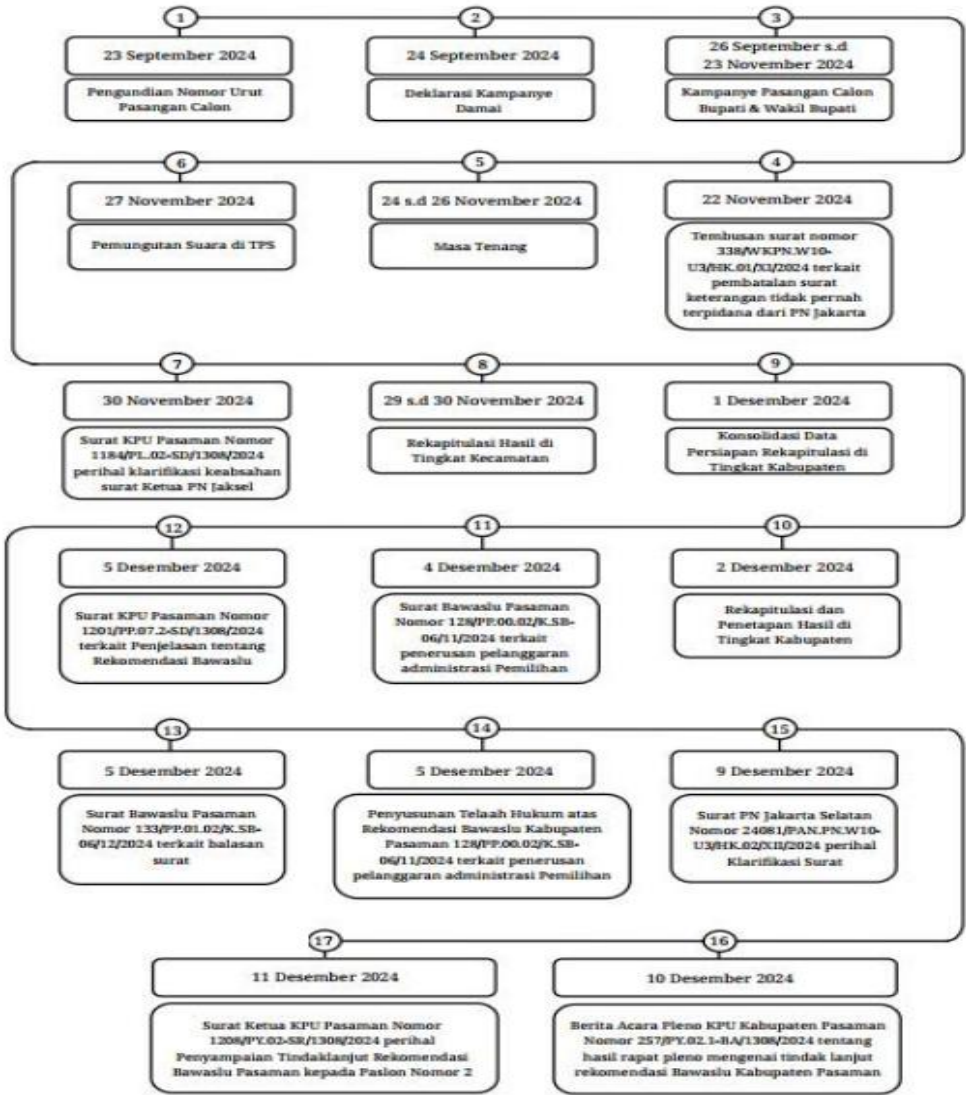 1
23 September 2024
Pengundian Nomor Urut
Pasangan Calon
2
24 September 2024
Deklarasi Kampanye
Damai
3
26 September s.d
23 November 2024
Kampanye Pasangan Calon
Bupati & Wakil Bupati
4
22 November 2024
Tembusan surat nomor
338/WKPN.W10-
U3/HK.01/XI/2024 terkait
pembatalan surat
keterangan tidak pernah
terpidana dari PN Jakarta
5
24 s.d 26 November 2024
Masa Tenang
6
27 November 2024
Pemungutan Suara di TPS
7
30 November 2024
Surat KPU Pasaman Nomor
1184/PL.02-SD/1308/2024
perihal klarifikasi keabsahan
surat Ketua PN Jaksel
8
29 s.d 30 November 2024
Rekapitulasi Hasil di
Tingkat Kecamatan
9
1 Desember 2024
Konsolidasi Data
Persiapan Rekapitulasi di
Tingkat Kabupaten
10
2 Desember 2024
Rekapitulasi dan
Penetapan Hasil di
Tingkat Kabupaten
11
4 Desember 2024
Surat Bawaslu Pasaman
Nomor 128/PP.00.02/K.SB-
06/11/2024 terkait
penerusan pelanggaran
administrasi Pemilihan
12
5 Desember 2024
Surat KPU Pasaman Nomor
1201/PP.07.2-SD/1308/2024
terkait Penjelasan tentang
Rekomendasi Bawaslu
13
5 Desember 2024
Surat Bawaslu Pasaman
Nomor 133/PP.01.02/K.SB-
06/12/2024 terkait balasan
surat
14
5 Desember 2024
Penyusunan Telaah Hukum atas
Rekomendasi Bawaslu Kabupaten
Pasaman 128/PP.00.02/K.SB-
06/11/2024 terkait penerusan
pelanggaran administrasi Pemilihan
15
9 Desember 2024
Surat PN Jakarta Selatan
Nomor 24081/PAN.PN.W10-
U3/HK.02/XII/2024 perihal
Klarifikasi Surat
16
10 Desember 2024
Berita Acara Pleno KPU Kabupaten Pasaman
Nomor 257/PY.02.1-BA/1308/2024 tentang
hasil rapat pleno mengenai tindak lanjut
rekomendasi Bawaslu Kabupaten Pasaman
17
11 Desember 2024
Surat Ketua KPU Pasaman Nomor
1208/PY.02-SR/1308/2024 perihal
Penyampaian Tindaklanjut Rekomendasi
Bawaslu Pasaman kepada Paslon Nomor 2